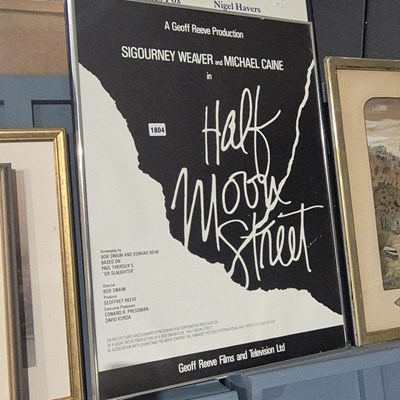 Fox
Nigel Havers
A Geoff Reeve Production
SIGOURNEY WEAVER and MICHAEL CAINE
in
1804
Half
Moon
Street
Screenplay by
BOB SWAIM AND EDWARD BEHR
BASED ON
PAUL THEROUX'S
'DR SLAUGHTER'
Director
BOB SWAIM
Producer
GEOFFREY REEVE
Executive Producers
EDWARD R. PRESSMAN
DAVID KORDA
Geoff Reeve Films and Television Ltd